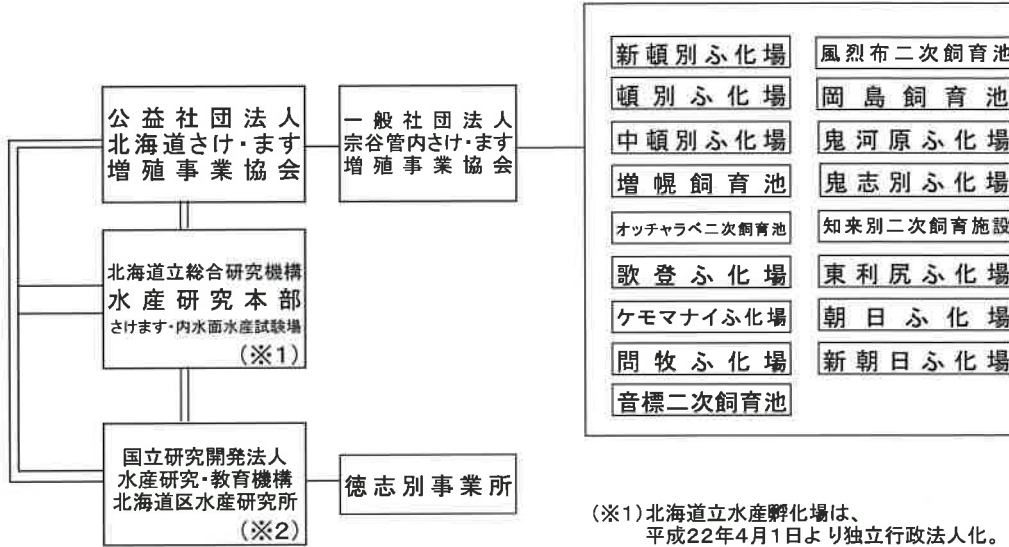 公益社団法人
北海道さけ・ます
増殖事業協会
一般社団法人
宗谷管内さけ・ます
増殖事業協会
北海道立総合研究機構
水産研究本部
さけます・内水面水産試験場
(※1)
国立研究開発法人
水産研究・教育機構
北海道区水産研究所
(※2)
徳志別事業所
新頓別ふ化場
頓別ふ化場
中頓別ふ化場
増幌飼育池
オッチャラベ二次飼育池
歌登ふ化場
ケモマナイふ化場
問牧ふ化場
音標二次飼育池
風烈布二次飼育池
岡島飼育池
鬼河原ふ化場
鬼志別ふ化場
知来別二次飼育施設
東利尻ふ化場
朝日ふ化場
新朝日ふ化場
(※1)北海道立水産孵化場は、
平成22年4月1日より独立行政法人化。